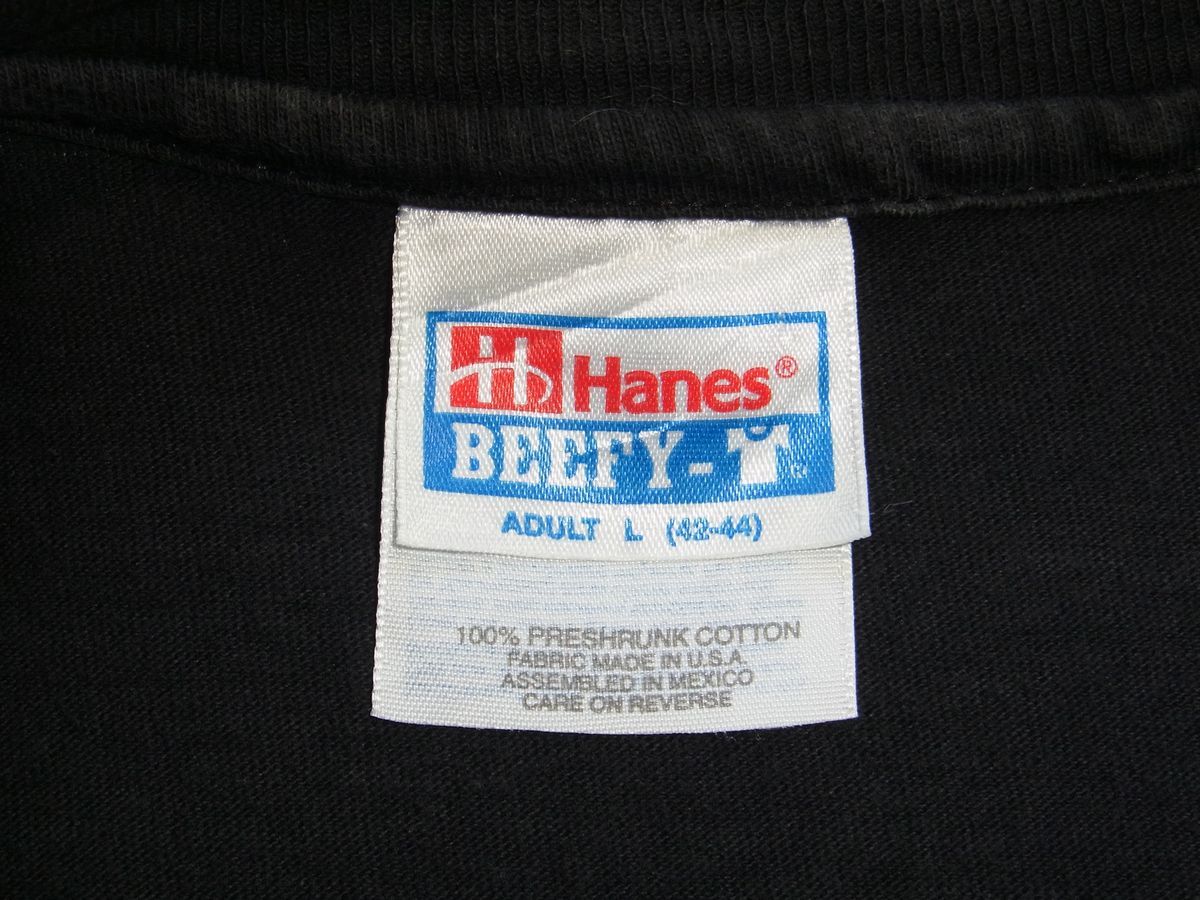 H Hanes®
BEEFY-T®
ADULT L (42-44)
100% PRESHRUNK COTTON
FABRIC MADE IN U.S.A.
ASSEMBLED IN MEXICO
CARE ON REVERSE